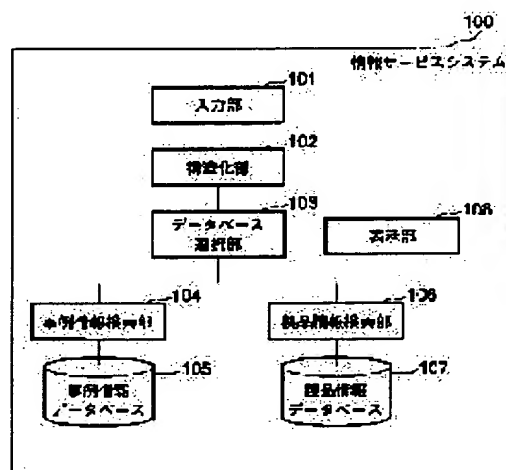 100
情報サービスシステム
101
入力部
102
構造化部
103
データベース
選択部
108
表示部
104
事例情報検索部
106
製品情報検索部
105
事例情報
データベース
107
製品情報
データベース